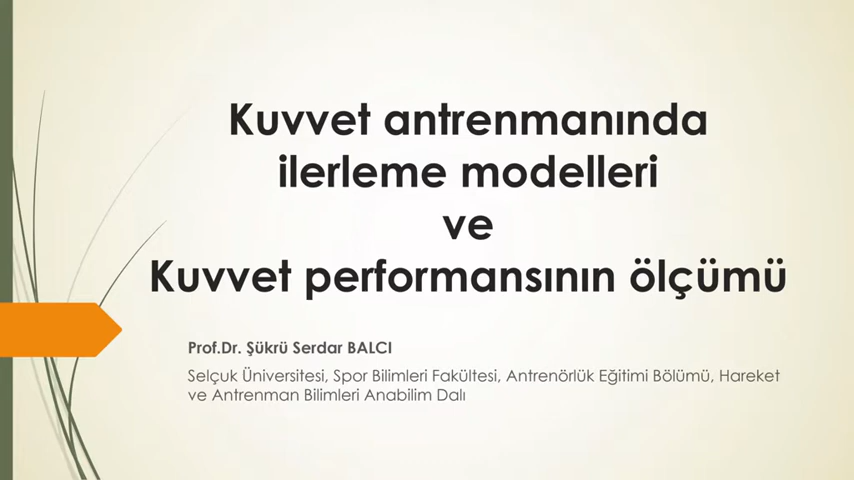 Kuvvet antrenmanında
ilerleme modelleri
ve
Kuvvet performansının ölçümü
Prof.Dr. Şükrü Serdar BALCI
Selçuk Üniversitesi, Spor Bilimleri Fakültesi, Antrenörlük Eğitimi Bölümü, Hareket
ve Antrenman Bilimleri Anabilim Dalı